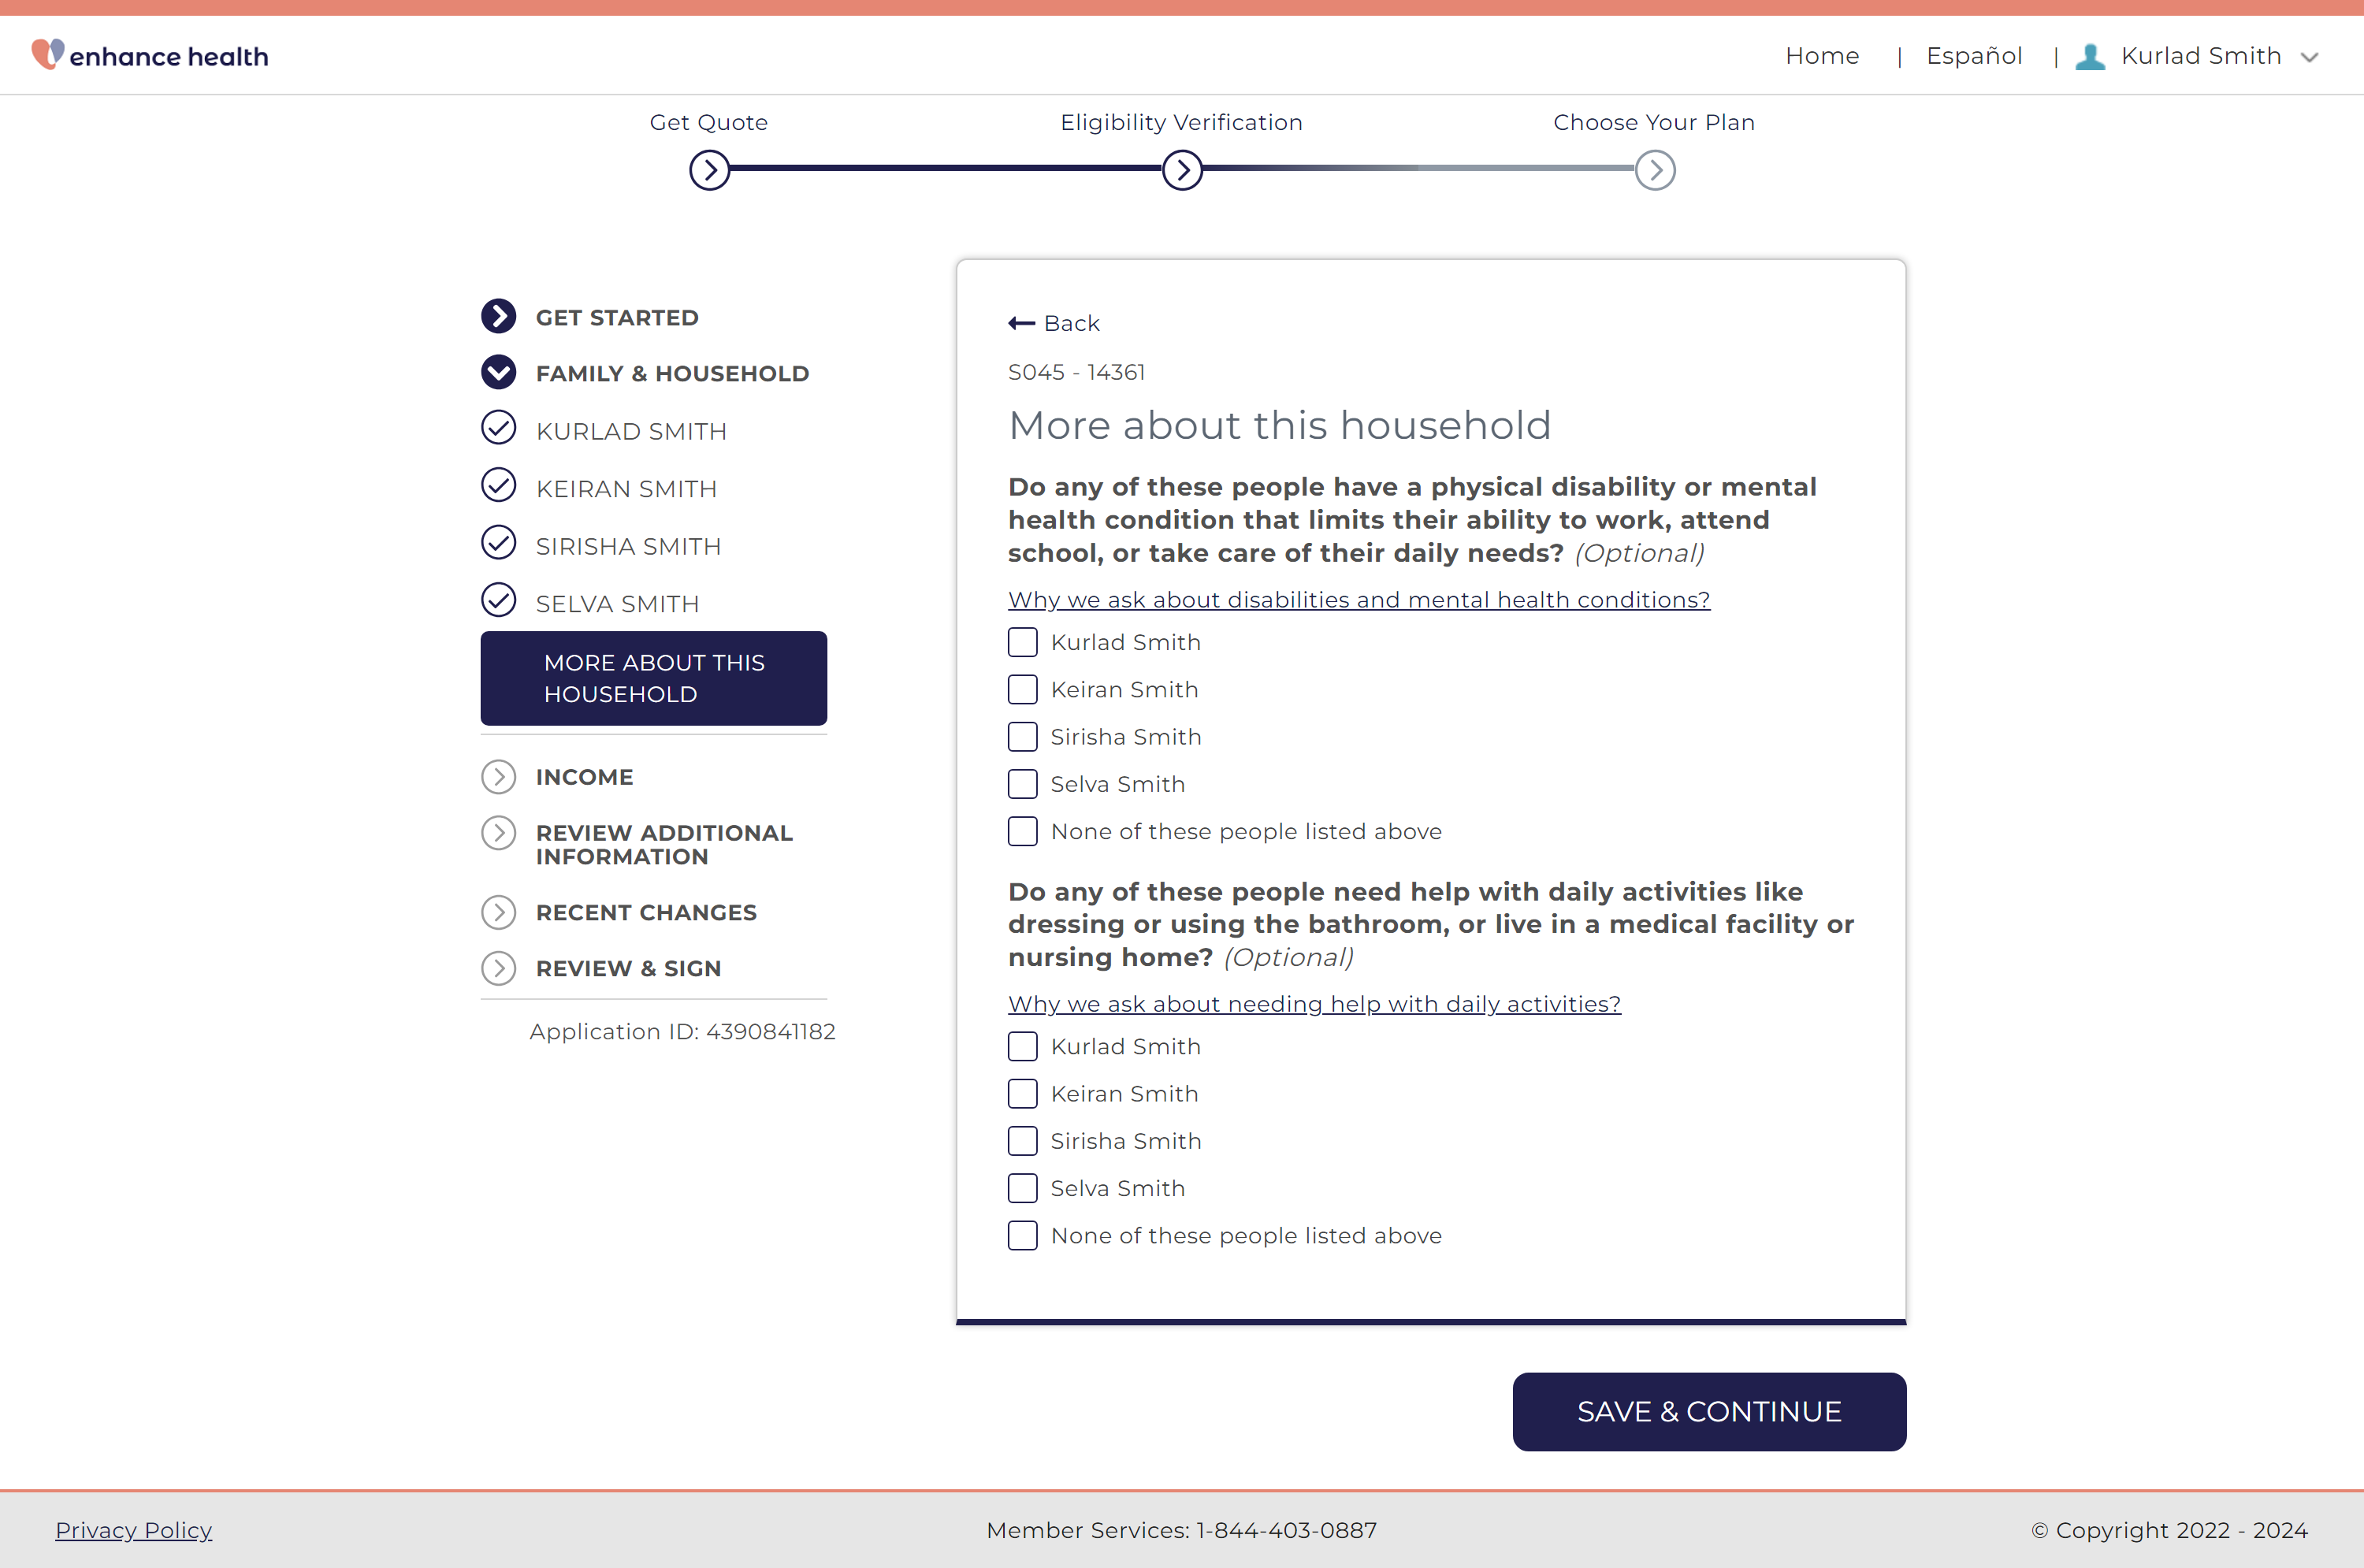 enhance health
Home | Español | Kurlad Smith
Get Quote
Eligibility Verification
Choose Your Plan
GET STARTED
FAMILY & HOUSEHOLD
KURLAD SMITH
KEIRAN SMITH
SIRISHA SMITH
SELVA SMITH
MORE ABOUT THIS
HOUSEHOLD
INCOME
REVIEW ADDITIONAL
INFORMATION
RECENT CHANGES
REVIEW & SIGN
Application ID: 4390841182
Back
S045 - 14361
More about this household
Do any of these people have a physical disability or mental
health condition that limits their ability to work, attend
school, or take care of their daily needs? (Optional)
Why we ask about disabilities and mental health conditions?
Kurlad Smith
Keiran Smith
Sirisha Smith
Selva Smith
None of these people listed above
Do any of these people need help with daily activities like
dressing or using the bathroom, or live in a medical facility or
nursing home? (Optional)
Why we ask about needing help with daily activities?
Kurlad Smith
Keiran Smith
Sirisha Smith
Selva Smith
None of these people listed above
SAVE & CONTINUE
Privacy Policy
Member Services: 1-844-403-0887
© Copyright 2022 - 2024